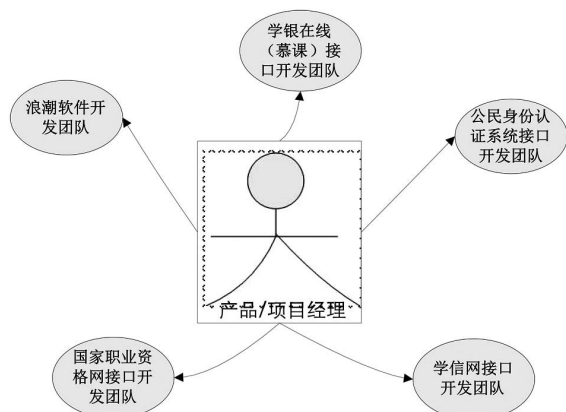 学银在线
（慕课）接
口开发团队
浪潮软件开
发团队
公民身份认
证系统接口
开发团队
产品/项目经理
国家职业资
格网接口开
发团队
学信网接口
开发团队